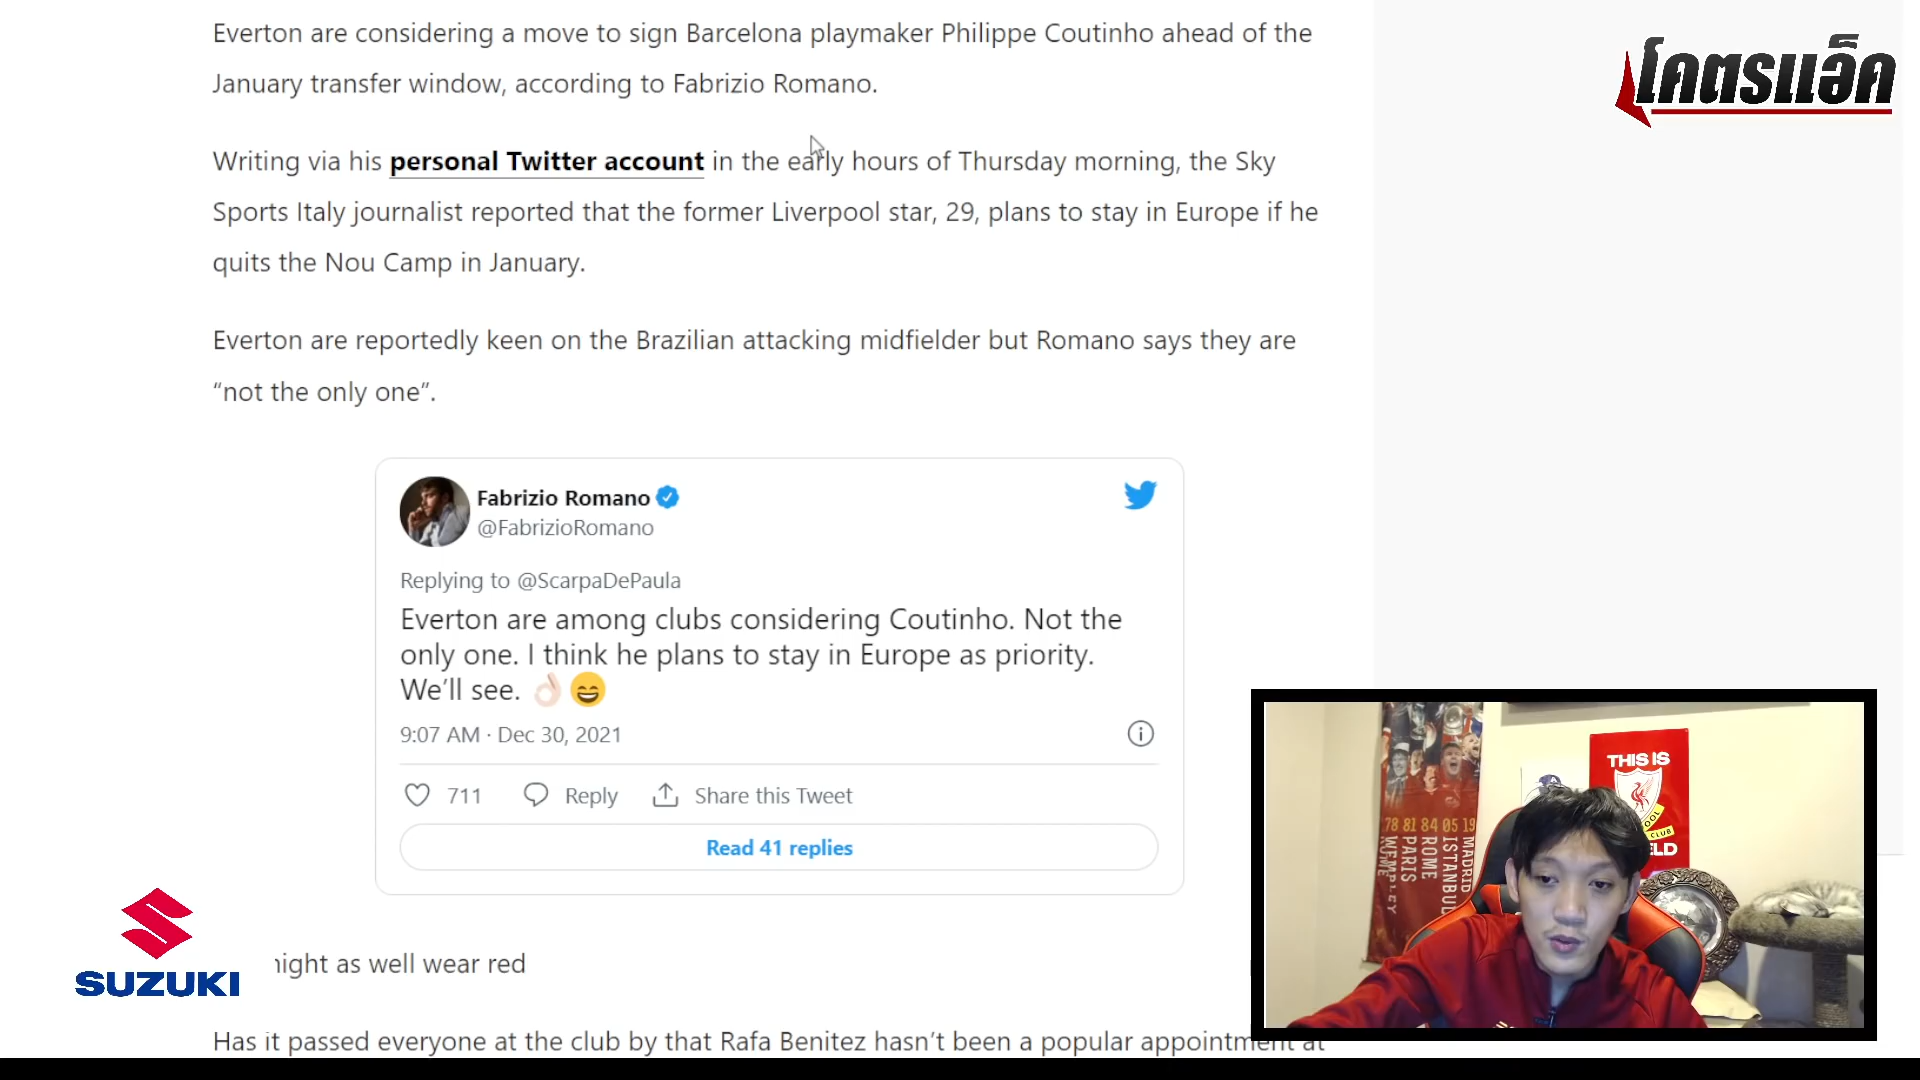 Everton are considering a move to sign Barcelona playmaker Philippe Coutinho ahead of the
January transfer window, according to Fabrizio Romano.
โคตรแอ็ค
Writing via his personal Twitter account in the early hours of Thursday morning, the Sky
Sports Italy journalist reported that the former Liverpool star, 29, plans to stay in Europe if he
quits the Nou Camp in January.
Everton are reportedly keen on the Brazilian attacking midfielder but Romano says they are
“not the only one”.
Fabrizio Romano
@FabrizioRomano
Replying to @ScarpaDePaula
Everton are among clubs considering Coutinho. Not the
only one. I think he plans to stay in Europe as priority.
We’ll see. 👌🏻😄
9:07 AM · Dec 30, 2021
711 Reply Share this Tweet
Read 41 replies
night as well wear red
SUZUKI
Has it passed everyone at the club by that Rafa Benitez hasn’t been a popular appointment at
THIS IS
CLUB
78 81 84 05 19
WEMBLEY
ROME
PARIS
ROME
ISTANBUL
MADRID